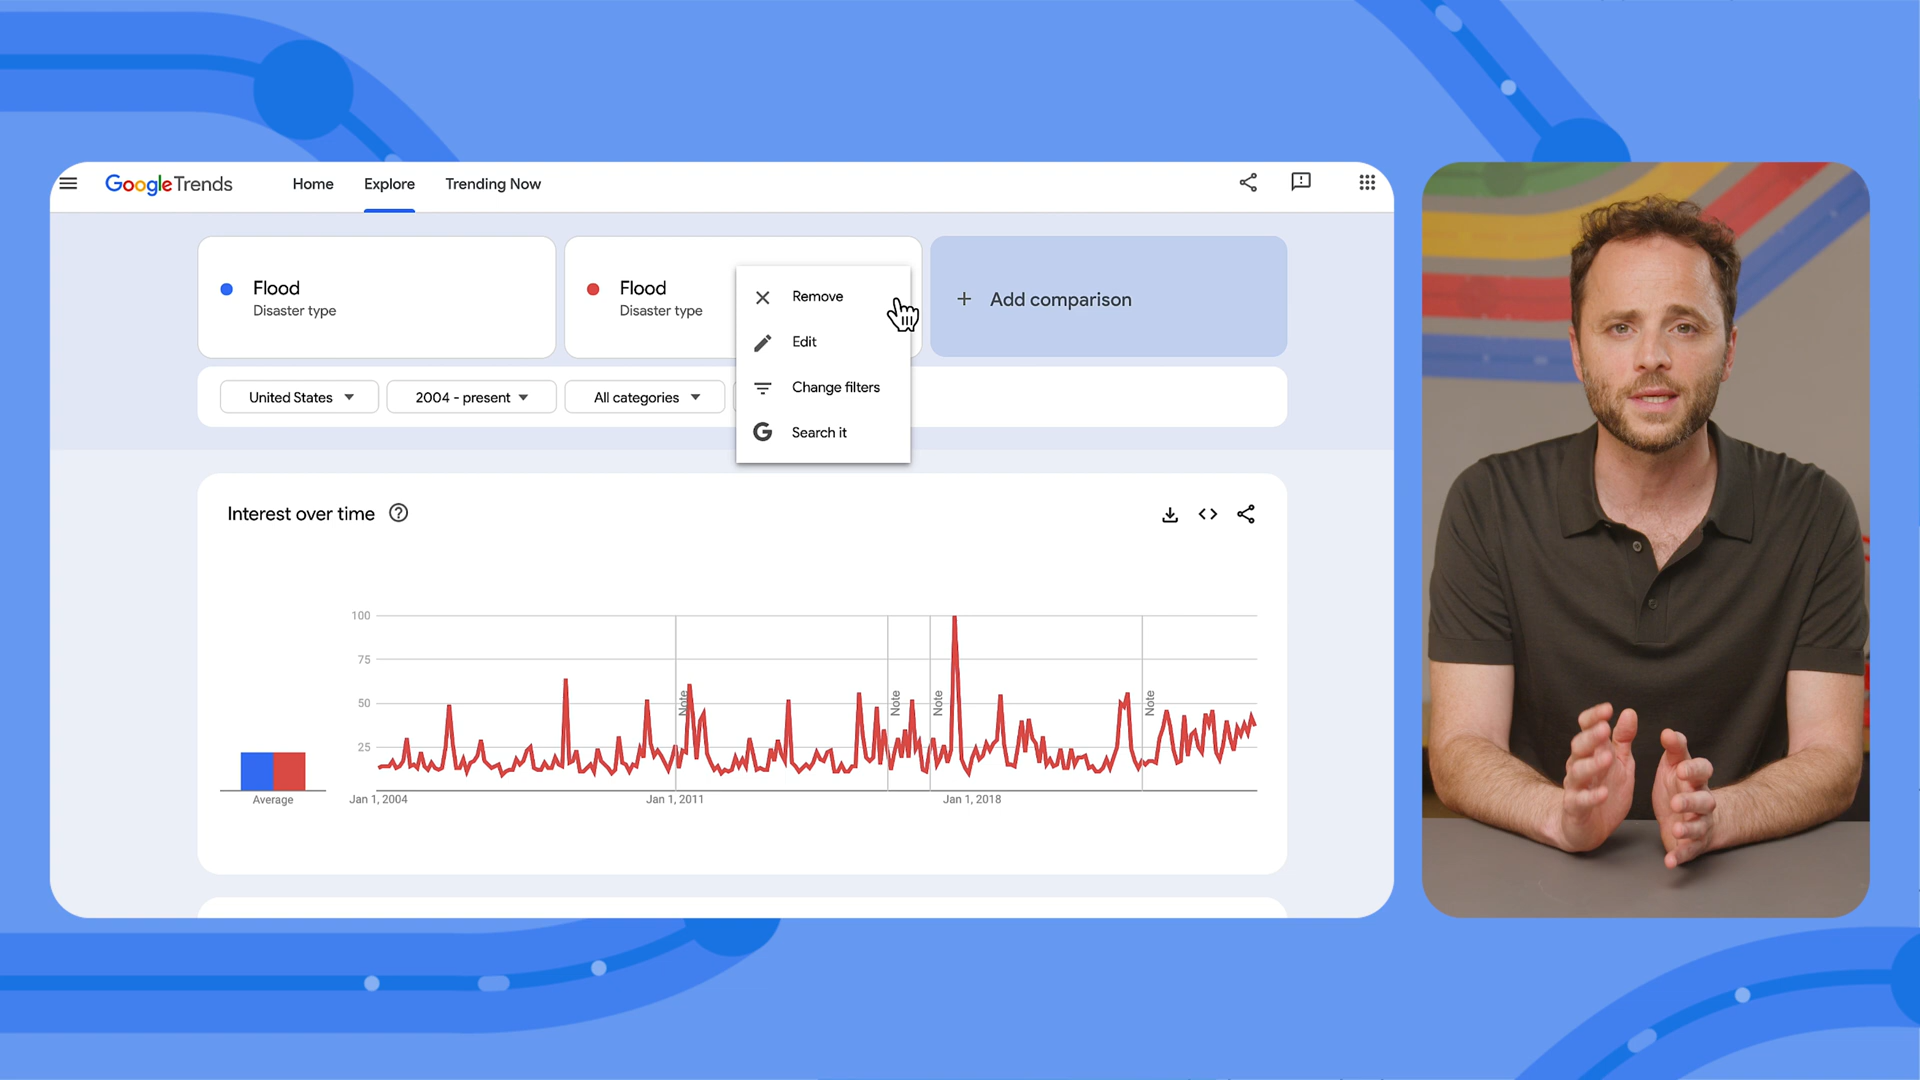 Google Trends
Home
Explore
Trending Now
Flood
Disaster type
Flood
Disaster type
Remove
Edit
Change filters
Search it
+ Add comparison
United States
2004 - present
All categories
Interest over time
100
75
50
25
Note
Note
Note
Note
Average
Jan 1, 2004
Jan 1, 2011
Jan 1, 2018